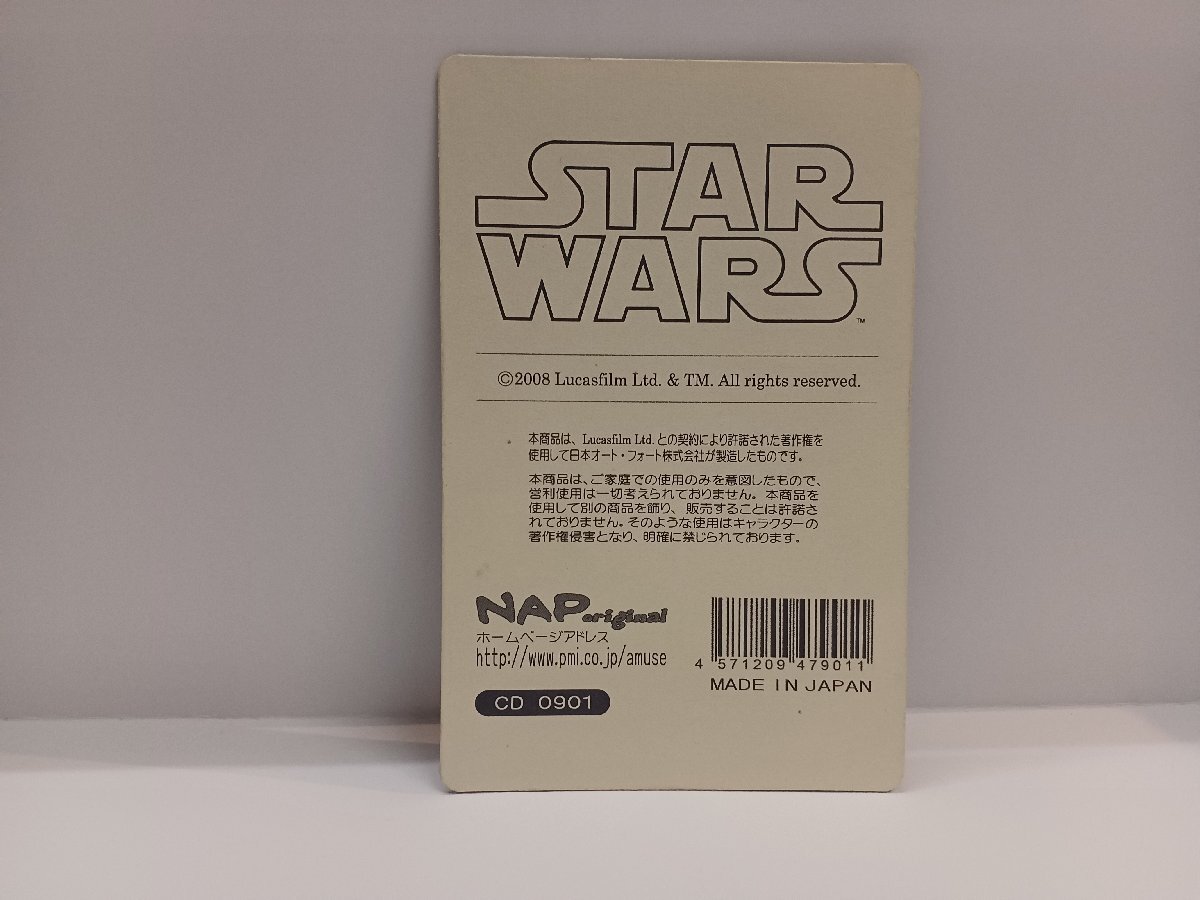 STAR
WARS
™
©2008 Lucasfilm Ltd. & TM. All rights reserved.
本商品は、Lucasfilm Ltd. との契約により許諾された著作権を
使用して日本オート・フォート株式会社が製造したものです。
本商品は、ご家庭での使用のみを意図したもので、
営利使用は一切考えられておりません。本商品を
使用して別の商品を飾り、販売することは許諾さ
れておりません。そのような使用はキャラクターの
著作権侵害となり、明確に禁じられております。
NAP original
ホームページアドレス
http://www.pmi.co.jp/amuse
4 571209 479011
MADE IN JAPAN
CD 0901